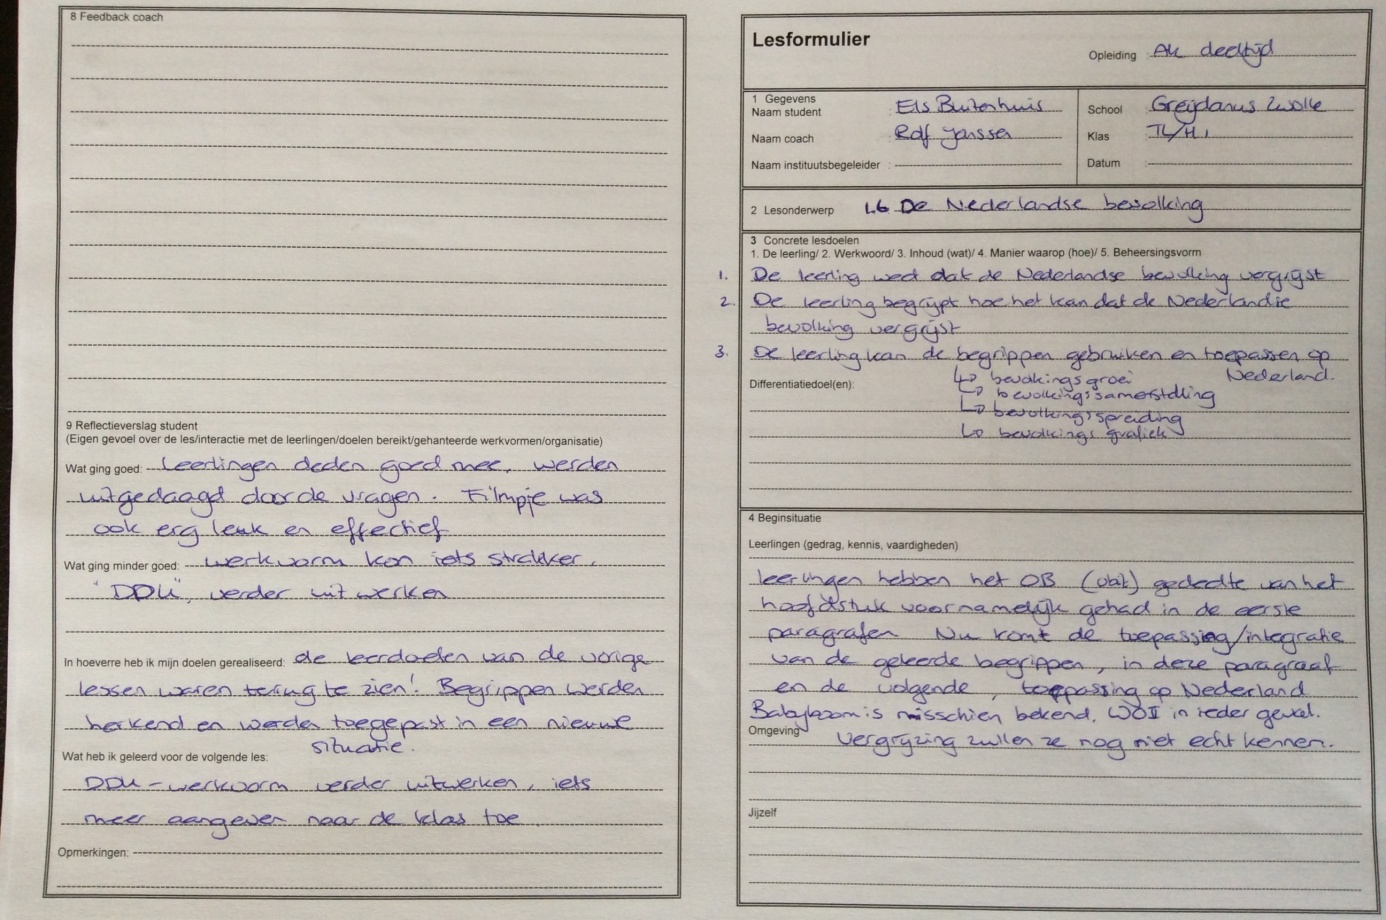 8 Feedback coach
9 Reflectieverslag student
(Eigen gevoel over de les/interactie met de leerlingen/doelen bereikt/gehanteerde werkvormen/organisatie)
Wat ging goed: Leerlingen deden goed mee, werden
uitgedaagd door de vragen. Filmpje was
ook erg leuk en effectief
Wat ging minder goed: werkvorm kon iets strakker.
"DDU", verder uitwerken
In hoeverre heb ik mijn doelen gerealiseerd: de leerdoelen van de vorige
lessen waren terug te zien! Begrippen werden
herkend en werden toegepast in een nieuwe
situatie.
Wat heb ik geleerd voor de volgende les:
DDU-werkvorm verder uitwerken, iets
meer aangeven naar de klas toe
Opmerkingen:
Lesformulier
Opleiding AK deeltijd
1 Gegevens
Naam student : Els Buitenhuis
School : Greijdanus Zwolle
Naam coach : Rolf Jansen
Klas : TL/H1
Naam instituutsbegeleider :
Datum :
2 Lesonderwerp 1.6 De Nederlandse bevolking
3 Concrete lesdoelen
1. De leerling/ 2. Werkwoord/ 3. Inhoud (wat)/ 4. Manier waarop (hoe)/ 5. Beheersingsvorm
1. De leerling weet dat de Nederlandse bevolking vergrijst
2. De leerling begrijpt hoe het kan dat de Nederlandse
bevolking vergrijst
3. De leerling kan de begrippen gebruiken en toepassen op
Nederland.
Differentiatiedoel(en):
↳ bevolkingsgroei
↳ bevolkingssamenstelling
↳ bevolkingsspreiding
↳ bevolkingsgrafiek
4 Beginsituatie
Leerlingen (gedrag, kennis, vaardigheden)
leerlingen hebben het OB (obit) gedeelte van het
hoofdstuk voornamelijk gehad in de eerste
paragrafen. Nu komt de toepassing/integratie
van de geleerde begrippen, in deze paragraaf
en de volgende, toepassing op Nederland
Babyboom is misschien bekend, WOII in ieder geval.
Omgeving Vergrijzing zullen ze nog niet echt kennen.
Jijzelf